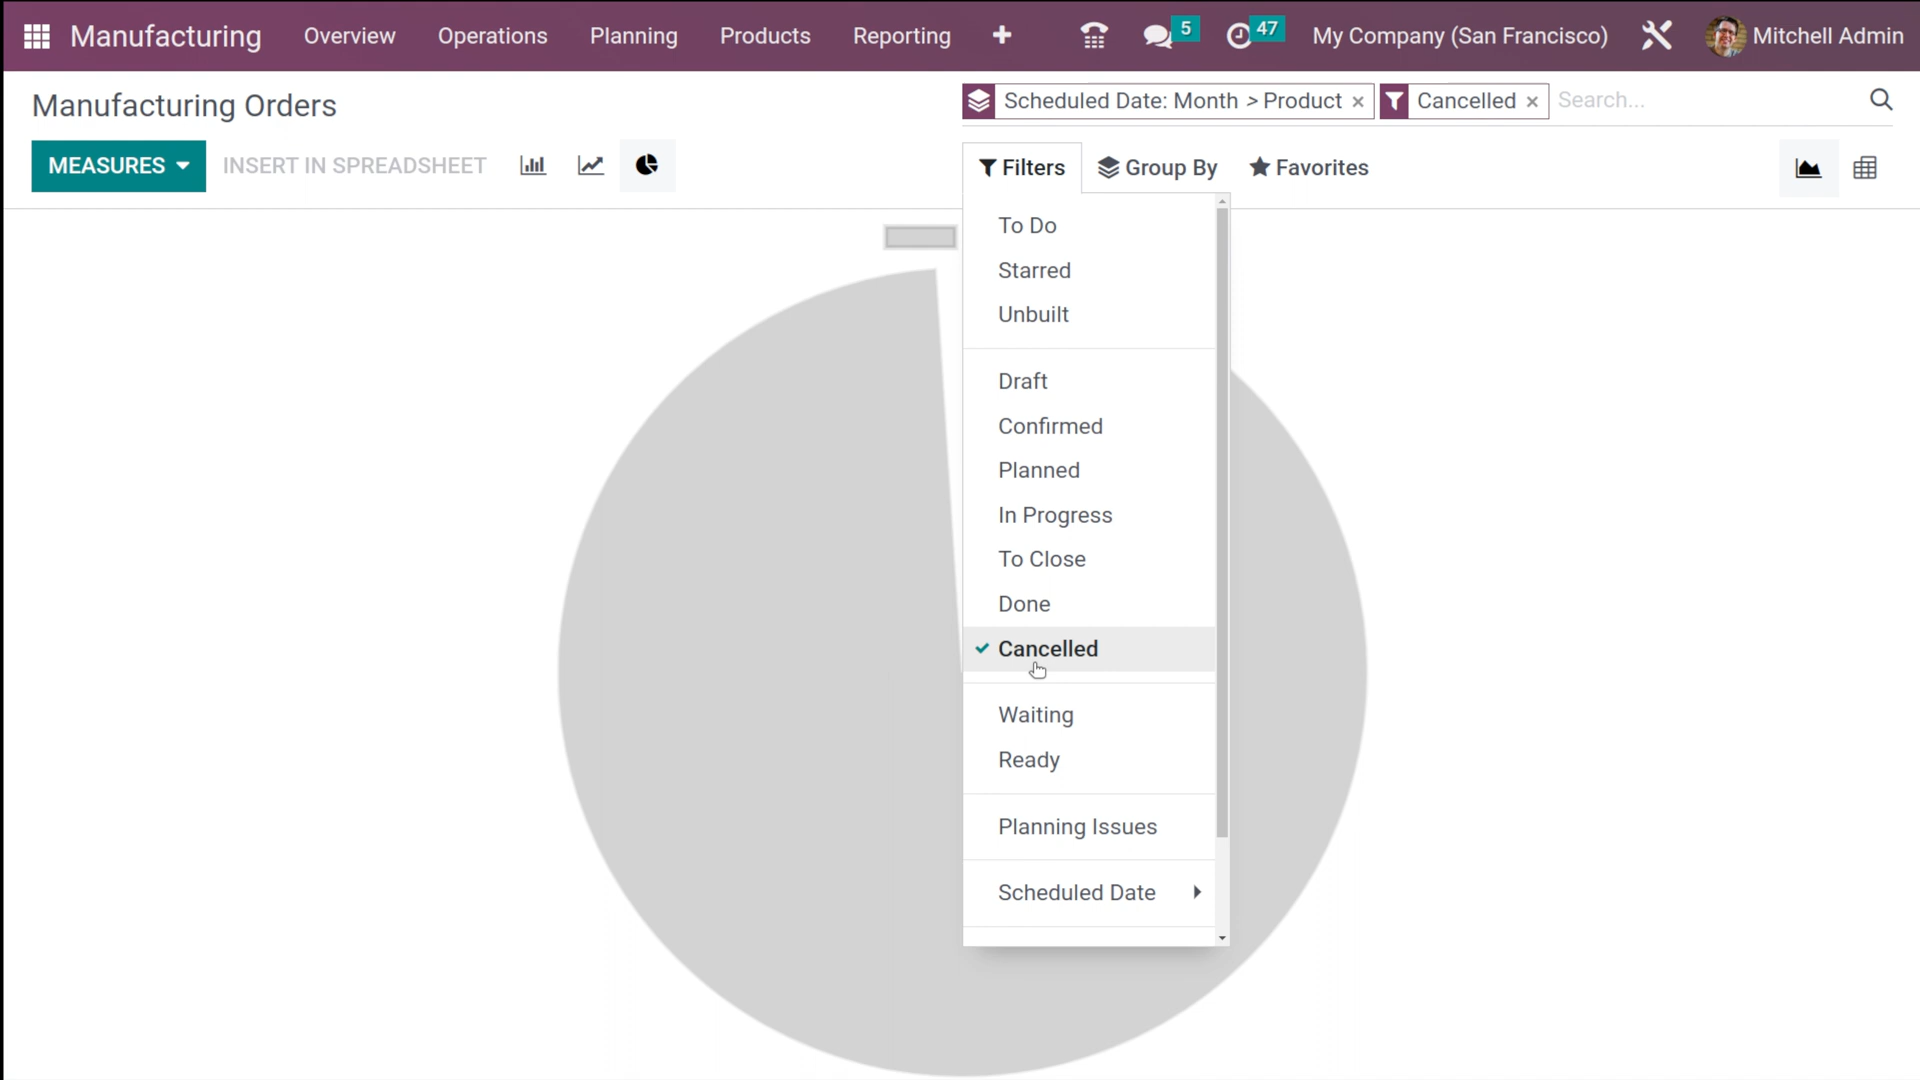 Manufacturing Overview Operations Planning Products Reporting 5 47 My Company (San Francisco) Mitchell Admin
Manufacturing Orders
Scheduled Date: Month > Product × Cancelled × Search...
MEASURES INSERT IN SPREADSHEET
Filters Group By Favorites
To Do
Starred
Unbuilt
Draft
Confirmed
Planned
In Progress
To Close
Done
Cancelled
Waiting
Ready
Planning Issues
Scheduled Date